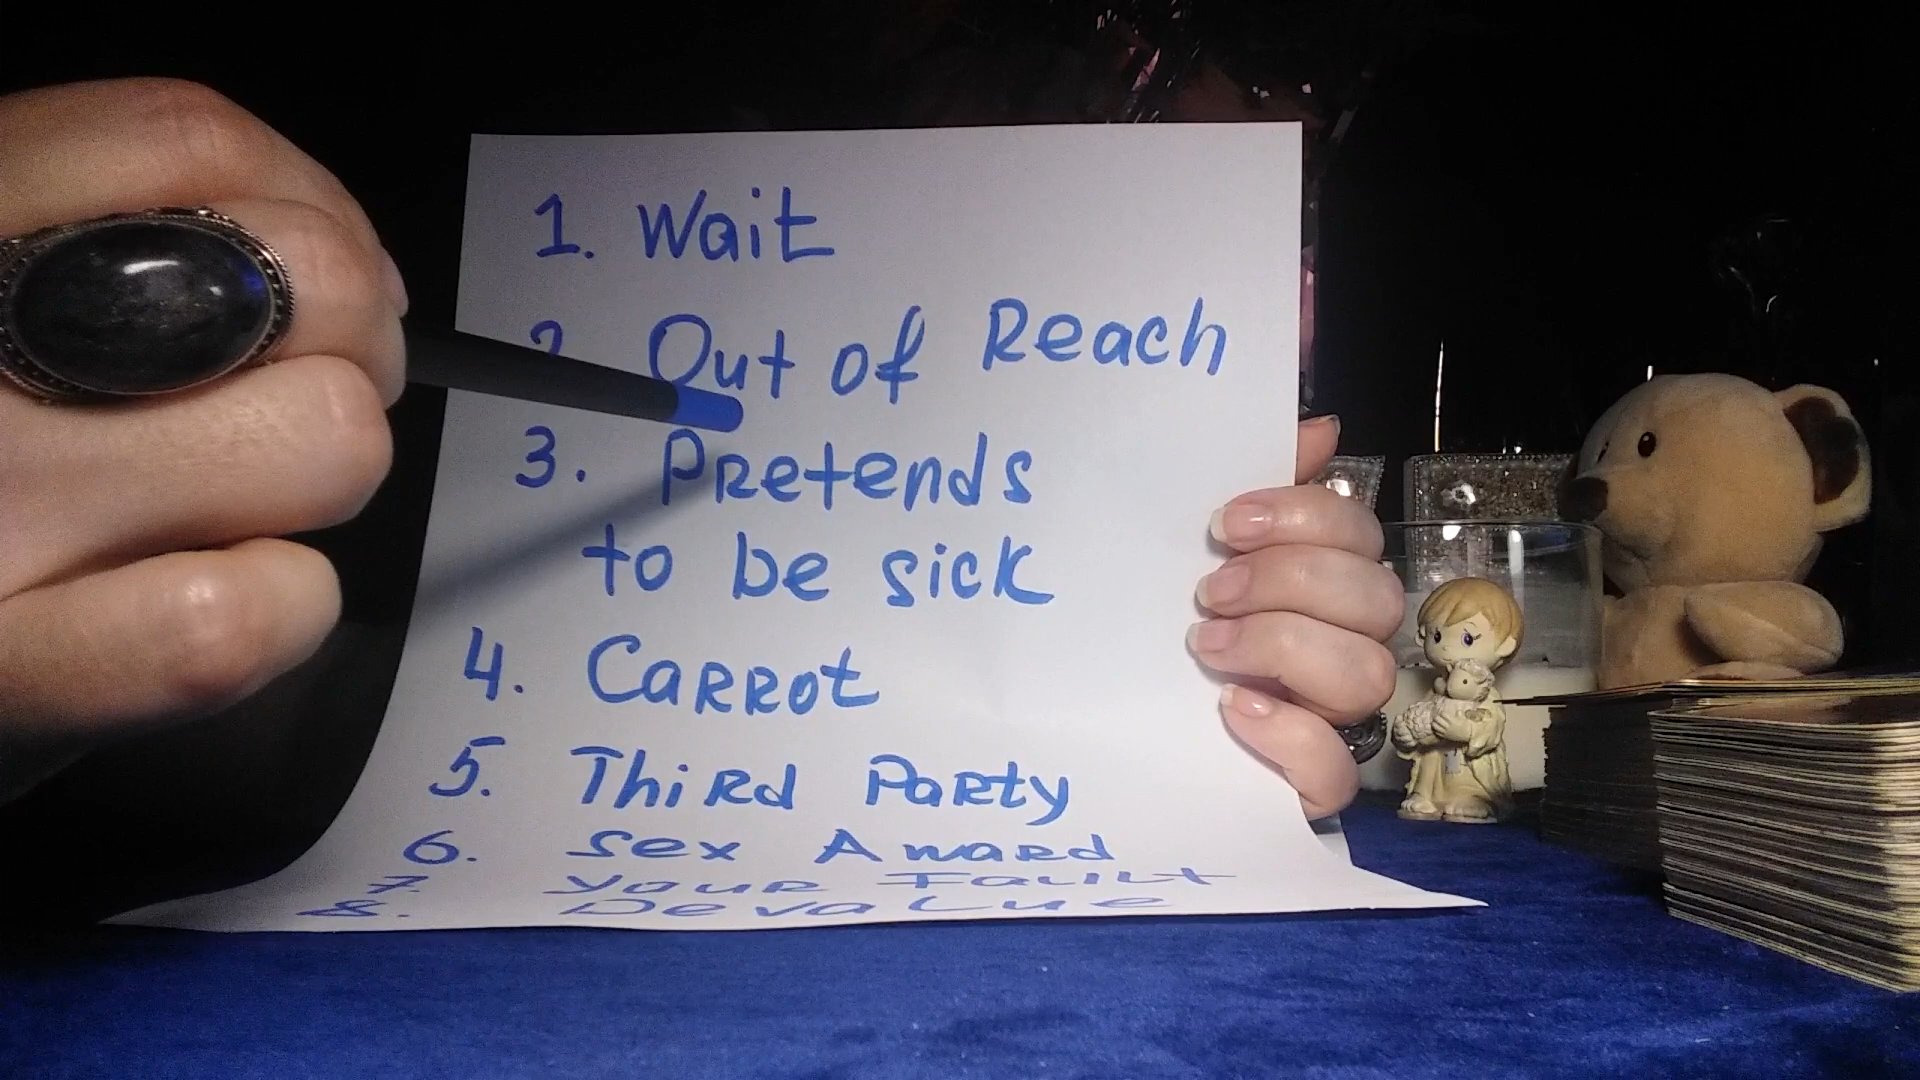 1. Wait
2 Out of Reach
3. Pretends
to be sick
4. Carrot
5. Third Party
6. Sex Award
7. Your Fault
8. Devalue